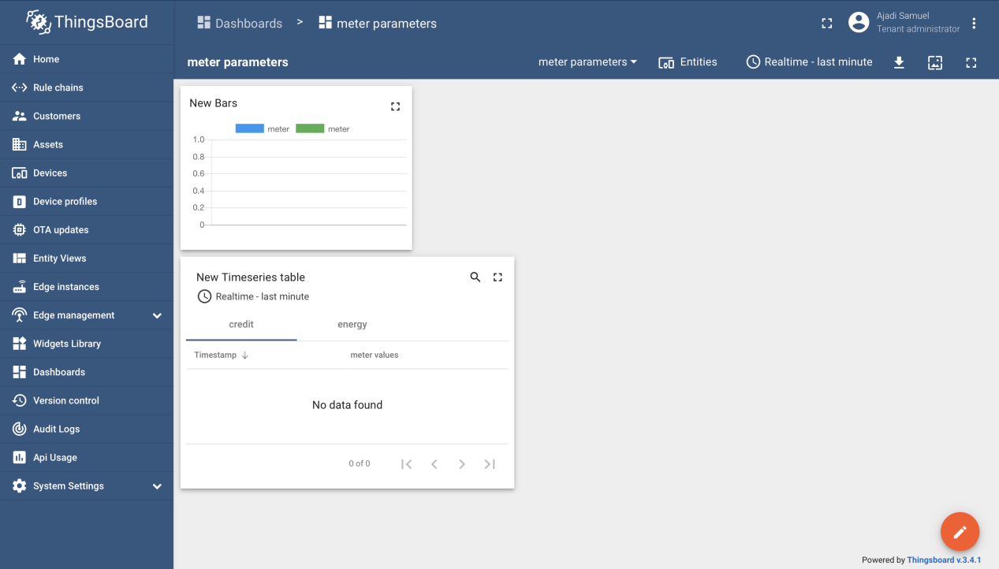 ThingsBoard
Dashboards > meter parameters
Ajadi Samuel
Tenant administrator
Home
Rule chains
Customers
Assets
Devices
Device profiles
OTA updates
Entity Views
Edge instances
Edge management
Widgets Library
Dashboards
Version control
Audit Logs
Api Usage
System Settings
meter parameters
meter parameters Entities Realtime - last minute
New Bars
meter meter
1.0
0.8
0.6
0.4
0.2
0
New Timeseries table
Realtime - last minute
credit energy
Timestamp meter values
No data found
0 of 0
Powered by Thingsboard v.3.4.1